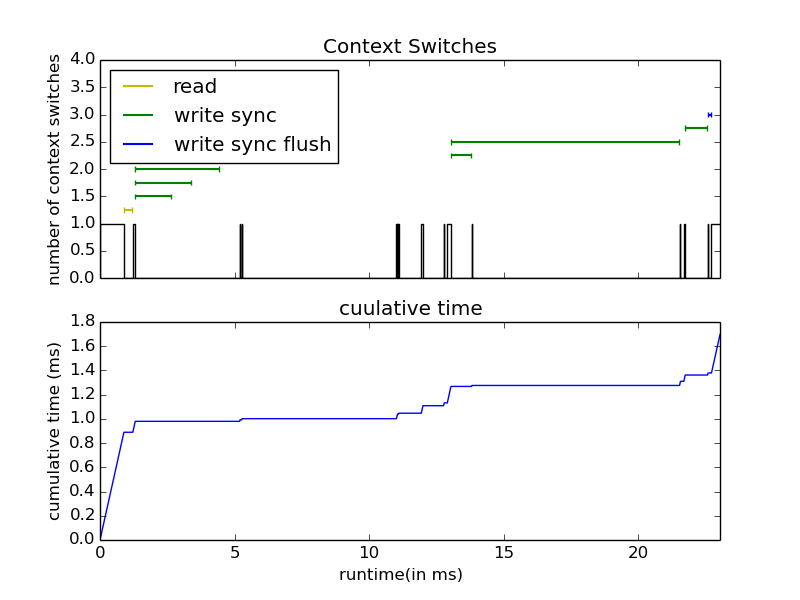 Context Switches
number of context switches
4.0
3.5
3.0
2.5
2.0
1.5
1.0
0.5
0.0
read
write sync
write sync flush
cuulative time
cumulative time (ms)
1.8
1.6
1.4
1.2
1.0
0.8
0.6
0.4
0.2
0.0
0 5 10 15 20
runtime(in ms)